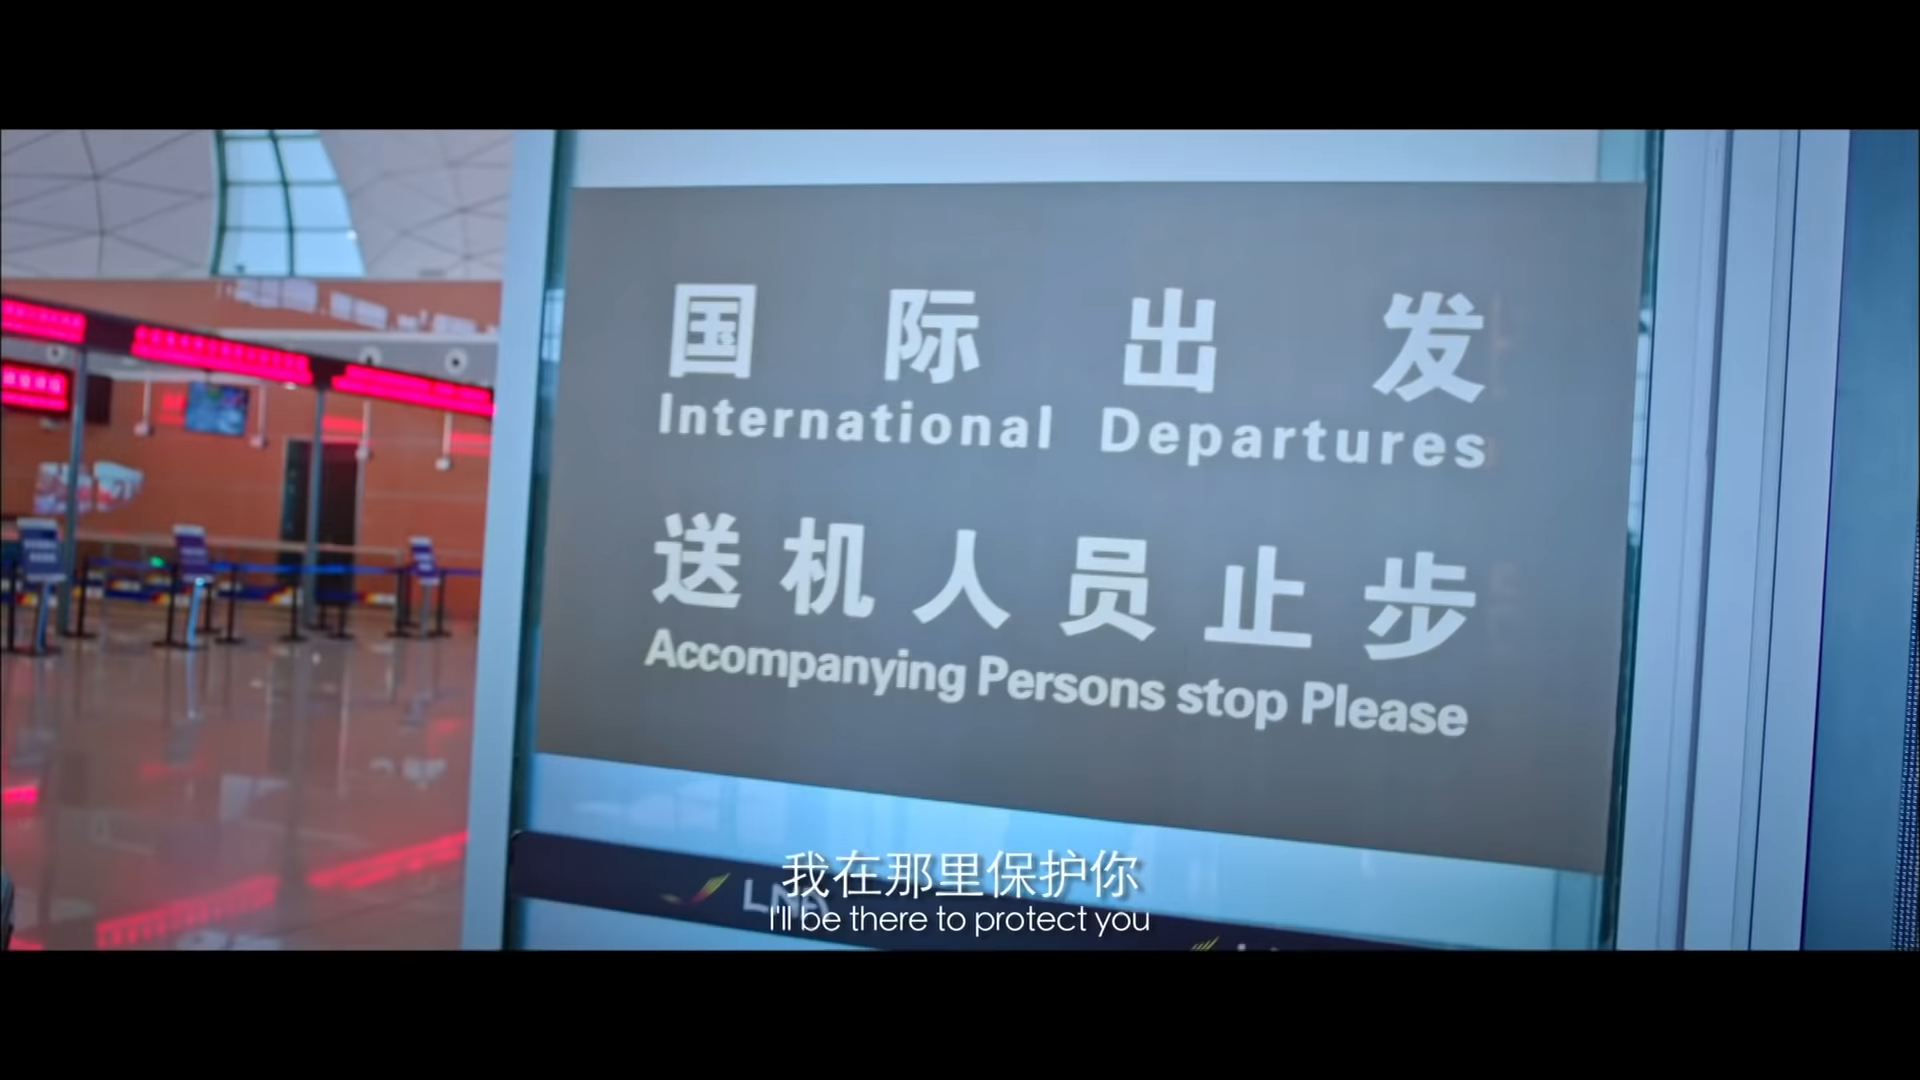 国际出发
International Departures
送机人员止步
Accompanying Persons stop Please
我在那里保护你
I'll be there to protect you